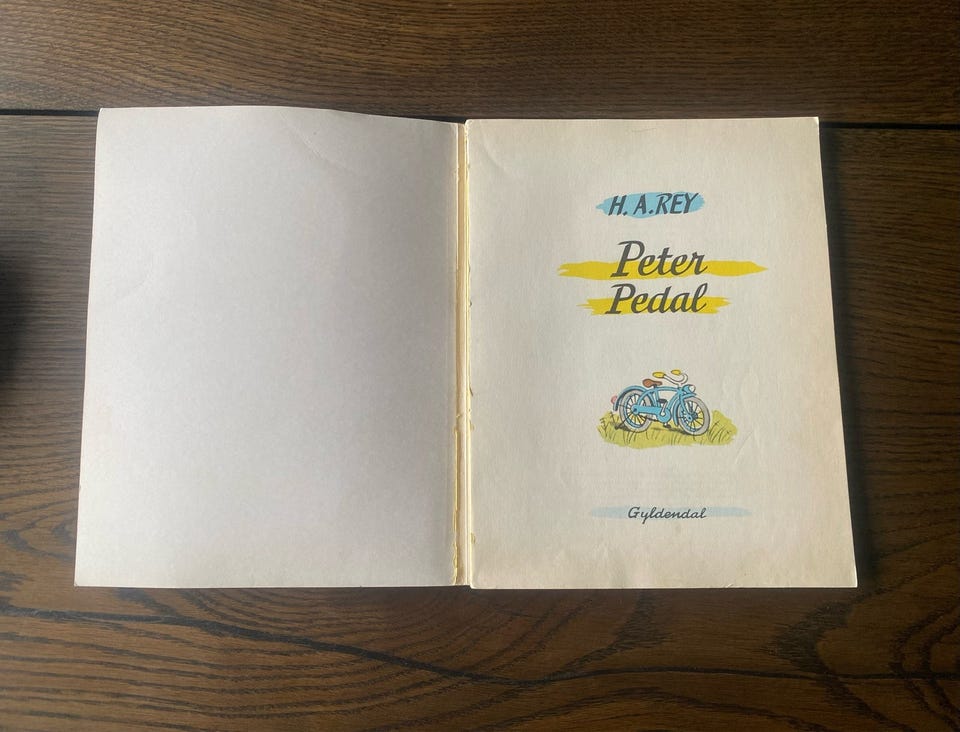 H. A. REY
Peter
Pedal
Gyldendal